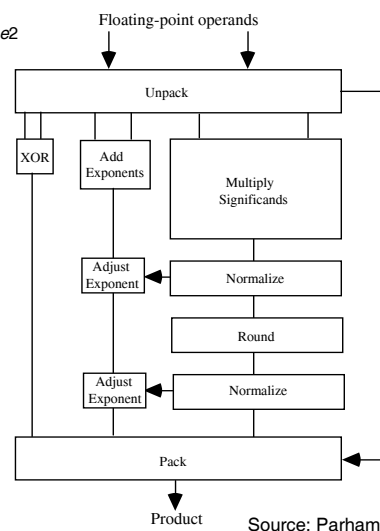 Floating-point operands
e2
Unpack
XOR
Add
Exponents
Multiply
Significands
Adjust
Exponent
Normalize
Round
Adjust
Exponent
Normalize
Pack
Product
Source: Parham